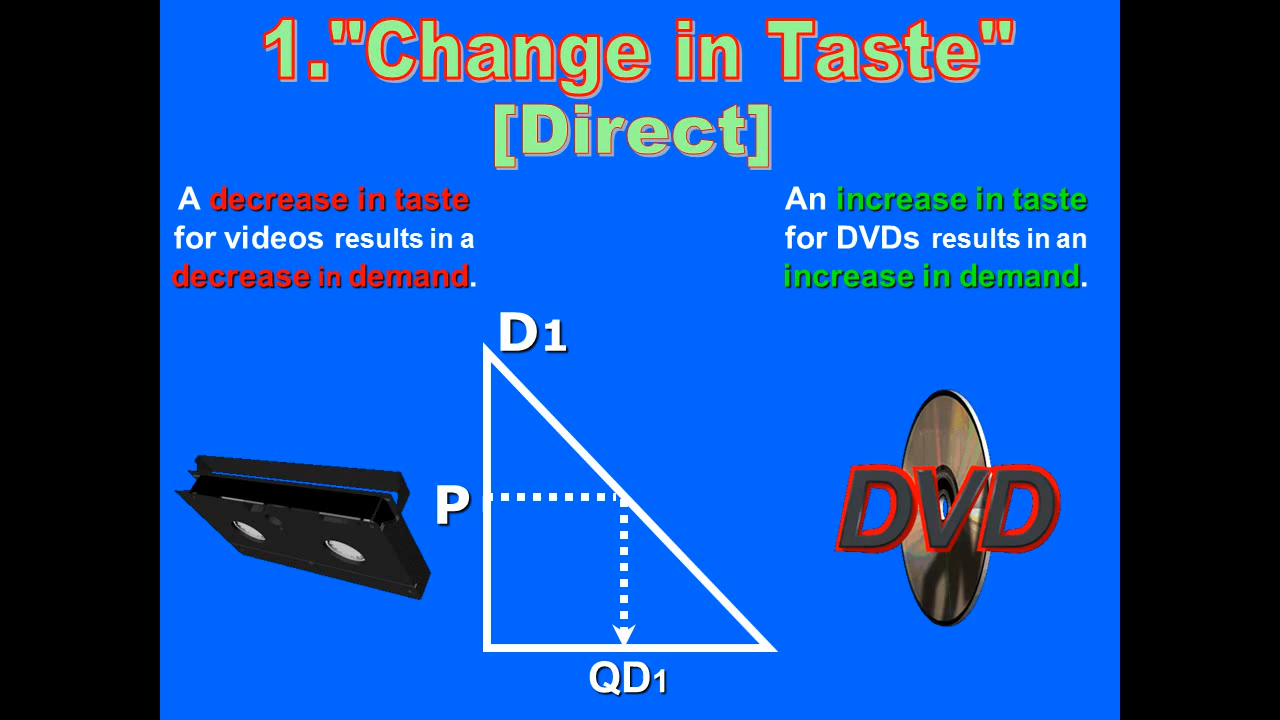 1."Change in Taste"
[Direct]
A decrease in taste
for videos results in a
decrease in demand.
An increase in taste
for DVDs results in an
increase in demand.
D1
P
DVD
QD1